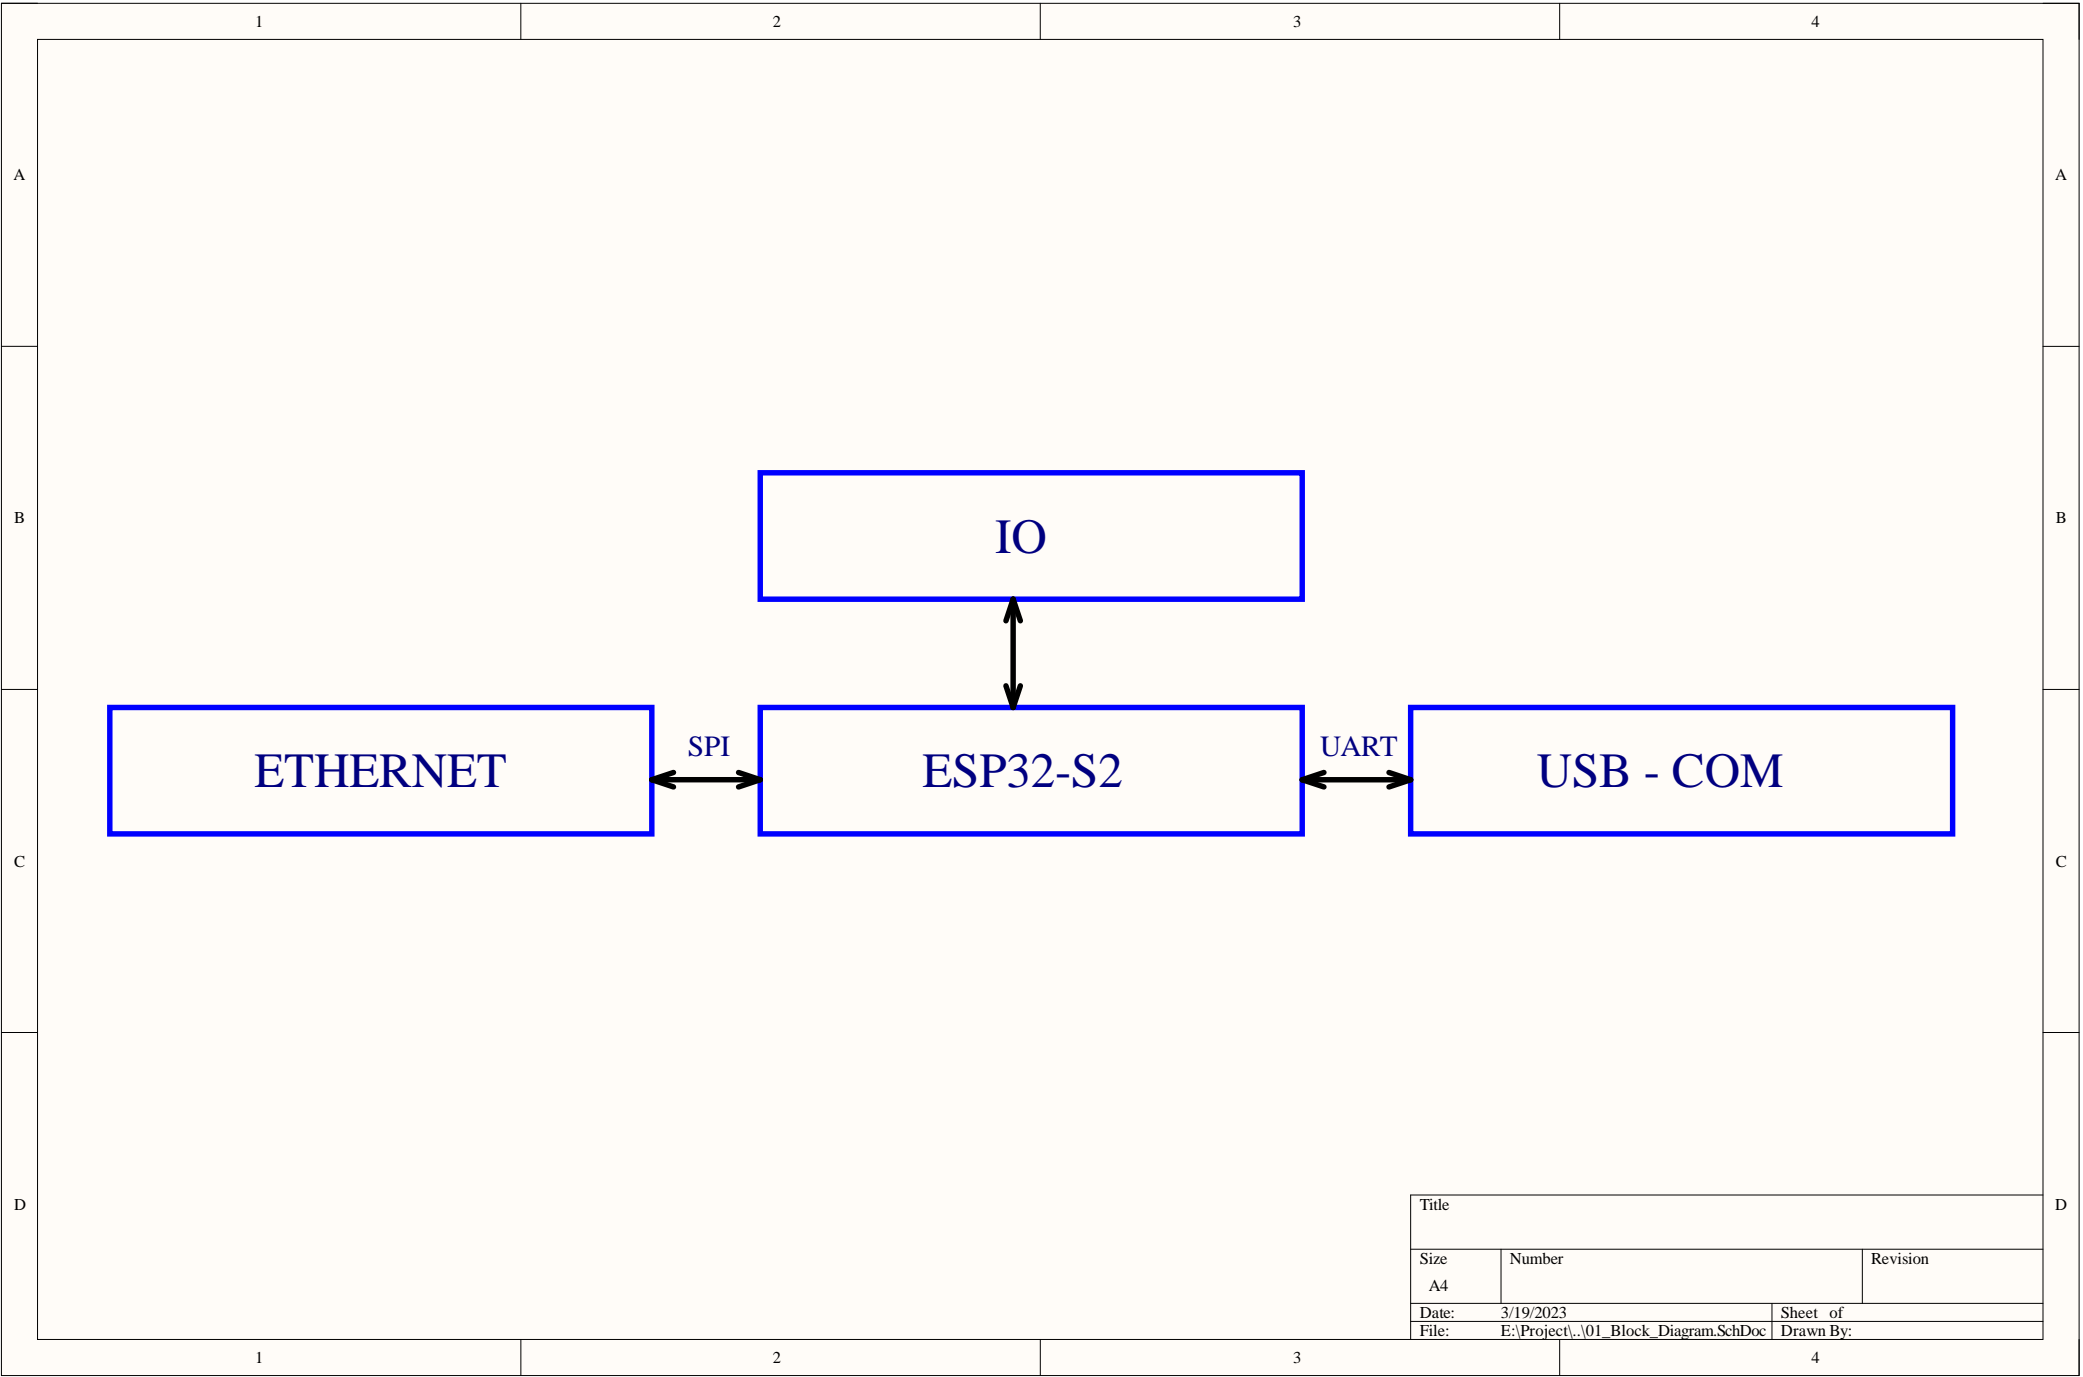 1 2 3 4
A A
B B
IO
SPI UART
ETHERNET ESP32-S2 USB - COM
C C
D D
Title
Size Number Revision
A4
Date: 3/19/2023 Sheet of
File: E:\Project\..\01_Block_Diagram.SchDoc Drawn By:
1 2 3 4